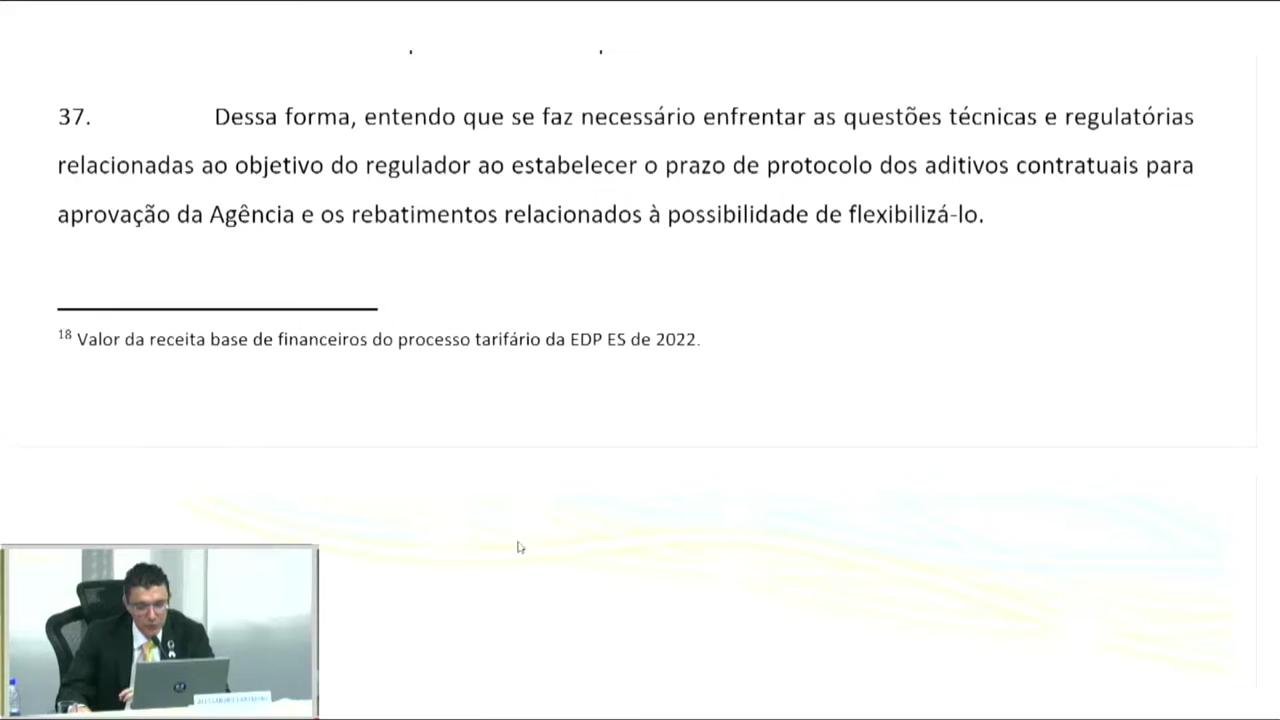 37. Dessa forma, entendo que se faz necessário enfrentar as questões técnicas e regulatórias
relacionadas ao objetivo do regulador ao estabelecer o prazo de protocolo dos aditivos contratuais para
aprovação da Agência e os rebatimentos relacionados à possibilidade de flexibilizá-lo.
18 Valor da receita base de financeiros do processo tarifário da EDP ES de 2022.